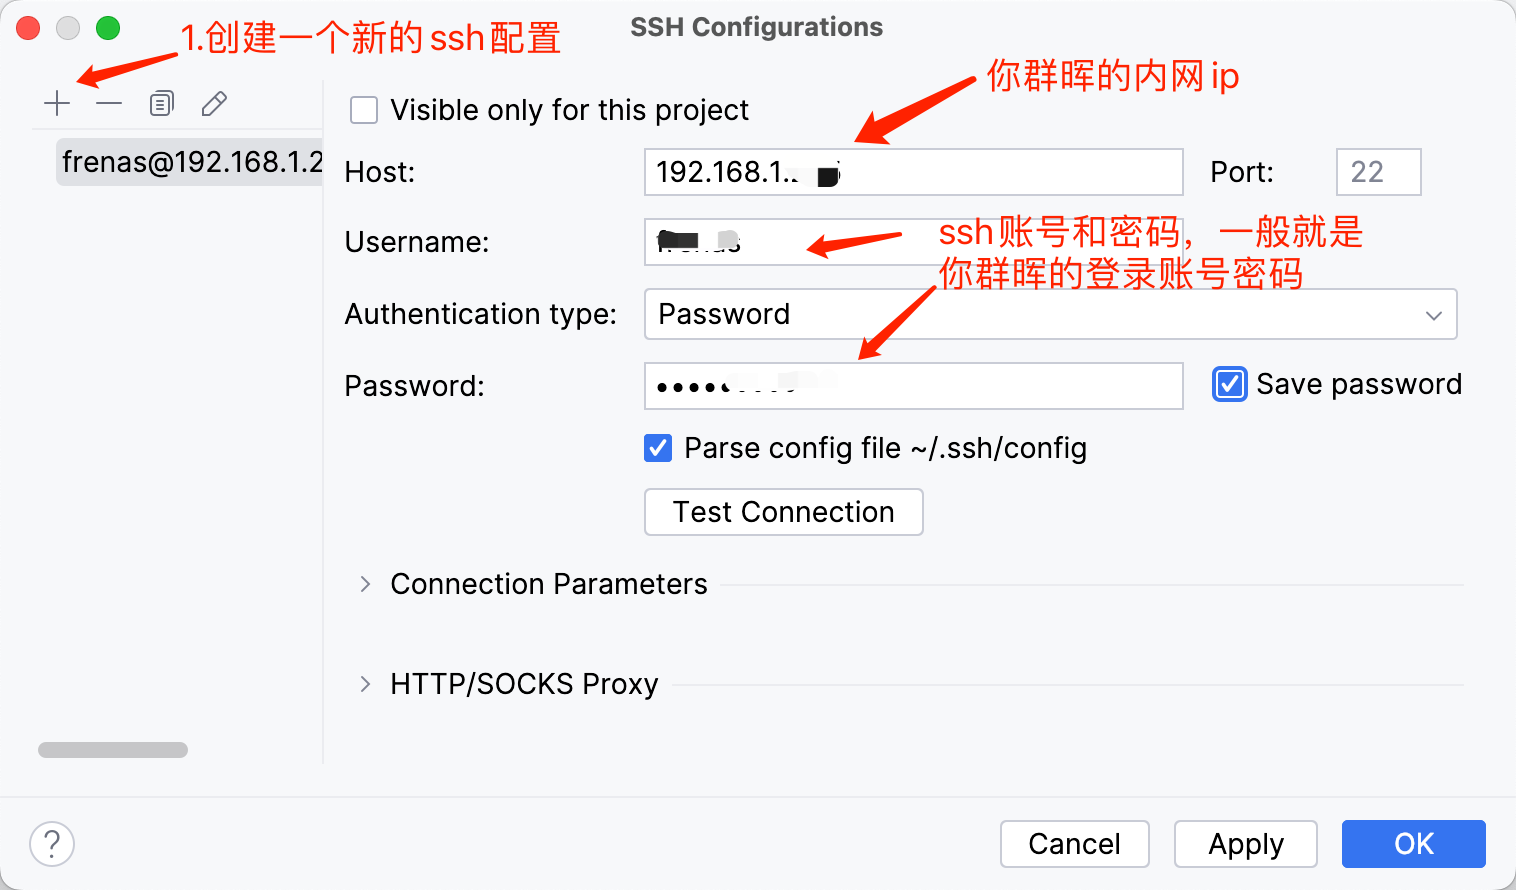 SSH Configurations
1.创建一个新的ssh配置
你群晖的内网ip
Visible only for this project
frenas@192.168.1.2
Host:
192.168.1.
Port:
22
Username:
ssh账号和密码，一般就是
你群晖的登录账号密码
Authentication type:
Password
Password:
Save password
Parse config file ~/.ssh/config
Test Connection
Connection Parameters
HTTP/SOCKS Proxy
?
Cancel
Apply
OK